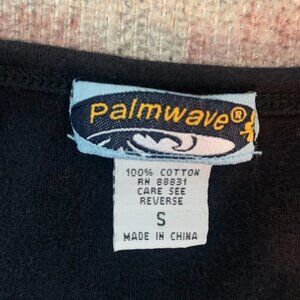 palmwave®
100% COTTON
RN 88831
CARE SEE
REVERSE
S
MADE IN CHINA